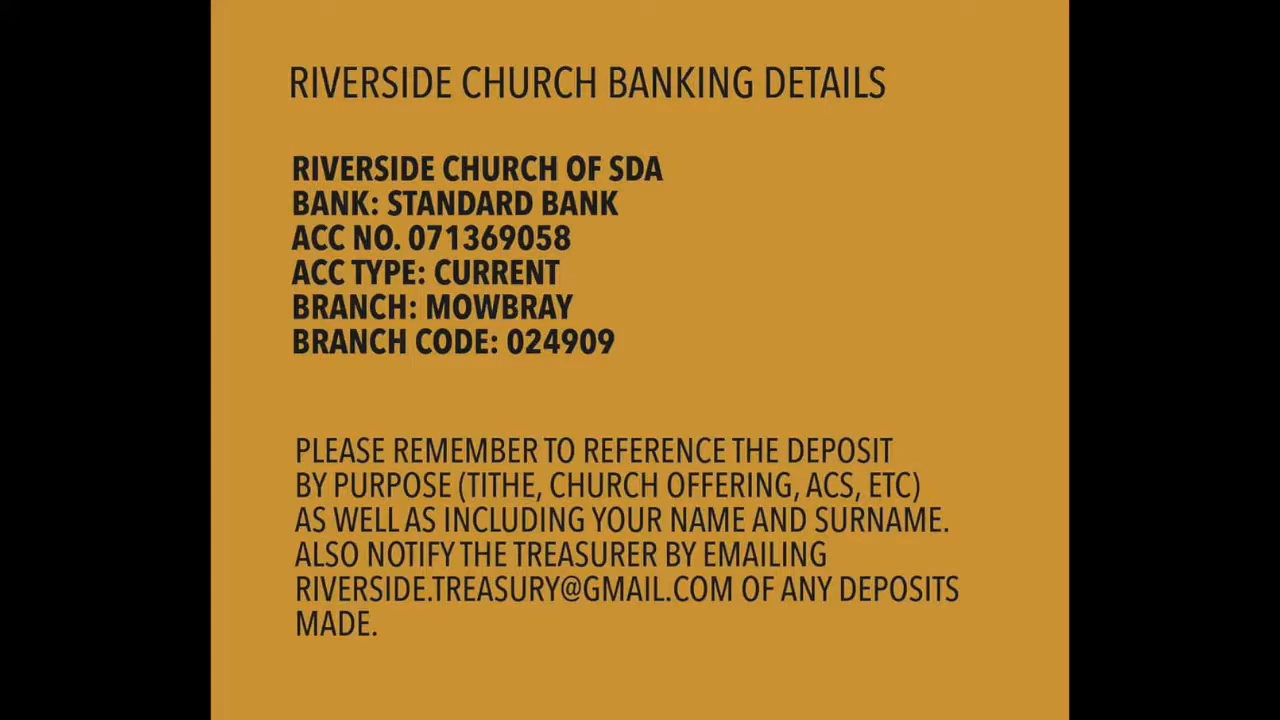 RIVERSIDE CHURCH BANKING DETAILS
RIVERSIDE CHURCH OF SDA
BANK: STANDARD BANK
ACC NO. 071369058
ACC TYPE: CURRENT
BRANCH: MOWBRAY
BRANCH CODE: 024909
PLEASE REMEMBER TO REFERENCE THE DEPOSIT
BY PURPOSE (TITHE, CHURCH OFFERING, ACS, ETC)
AS WELL AS INCLUDING YOUR NAME AND SURNAME.
ALSO NOTIFY THE TREASURER BY EMAILING
RIVERSIDE.TREASURY@GMAIL.COM OF ANY DEPOSITS
MADE.